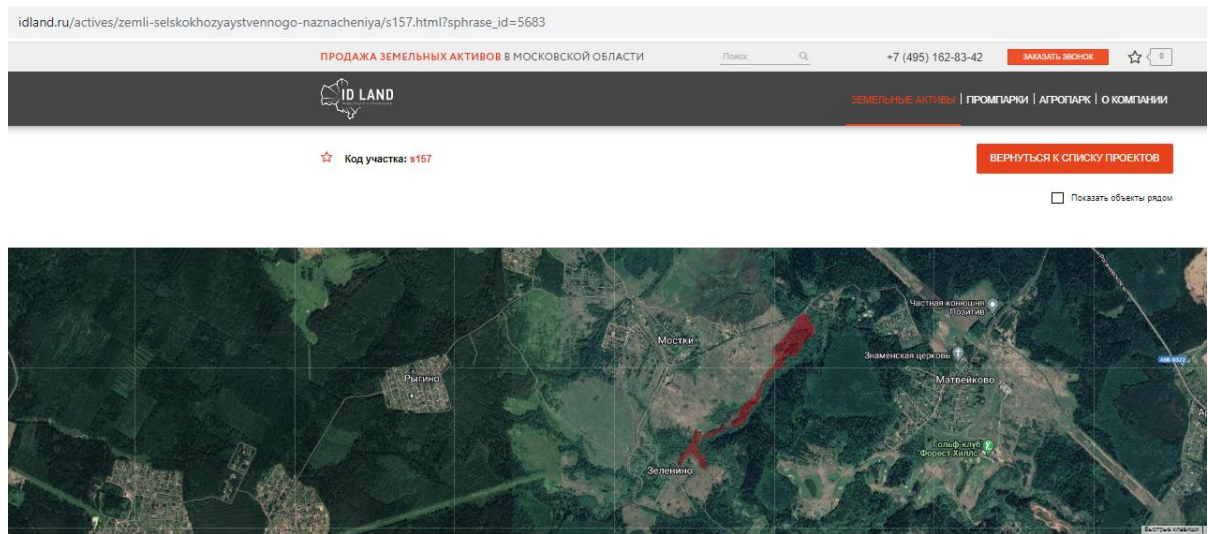 idland.ru/actives/zemli-selskokhozyaystvennogo-naznacheniya/s157.html?sphrase_id=5683
ПРОДАЖА ЗЕМЕЛЬНЫХ АКТИВОВ В МОСКОВСКОЙ ОБЛАСТИ
Поиск
+7 (495) 162-83-42
ЗАКАЗАТЬ ЗВОНОК
0
ID LAND
ЗЕМЕЛЬНЫЕ АКТИВЫ | ПРОМПАРКИ | АГРОПАРК | О КОМПАНИИ
Код участка: s157
ВЕРНУТЬСЯ К СПИСКУ ПРОЕКТОВ
Показать объекты рядом
Частная конюшня
Позитив
Мостки
Знаменская церковь
Рыгино
Матвейково
Гольф-клуб
Форест Хиллс
Зеленино
Быстрые клавиши